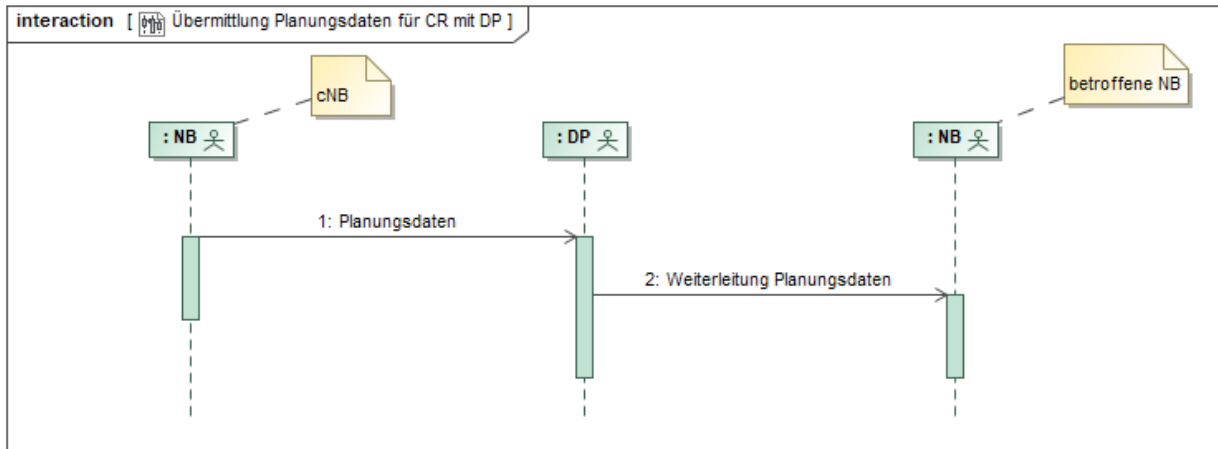 interaction [ Übermittlung Planungsdaten für CR mit DP ]
cNB
betroffene NB
: NB
: DP
: NB
1: Planungsdaten
2: Weiterleitung Planungsdaten